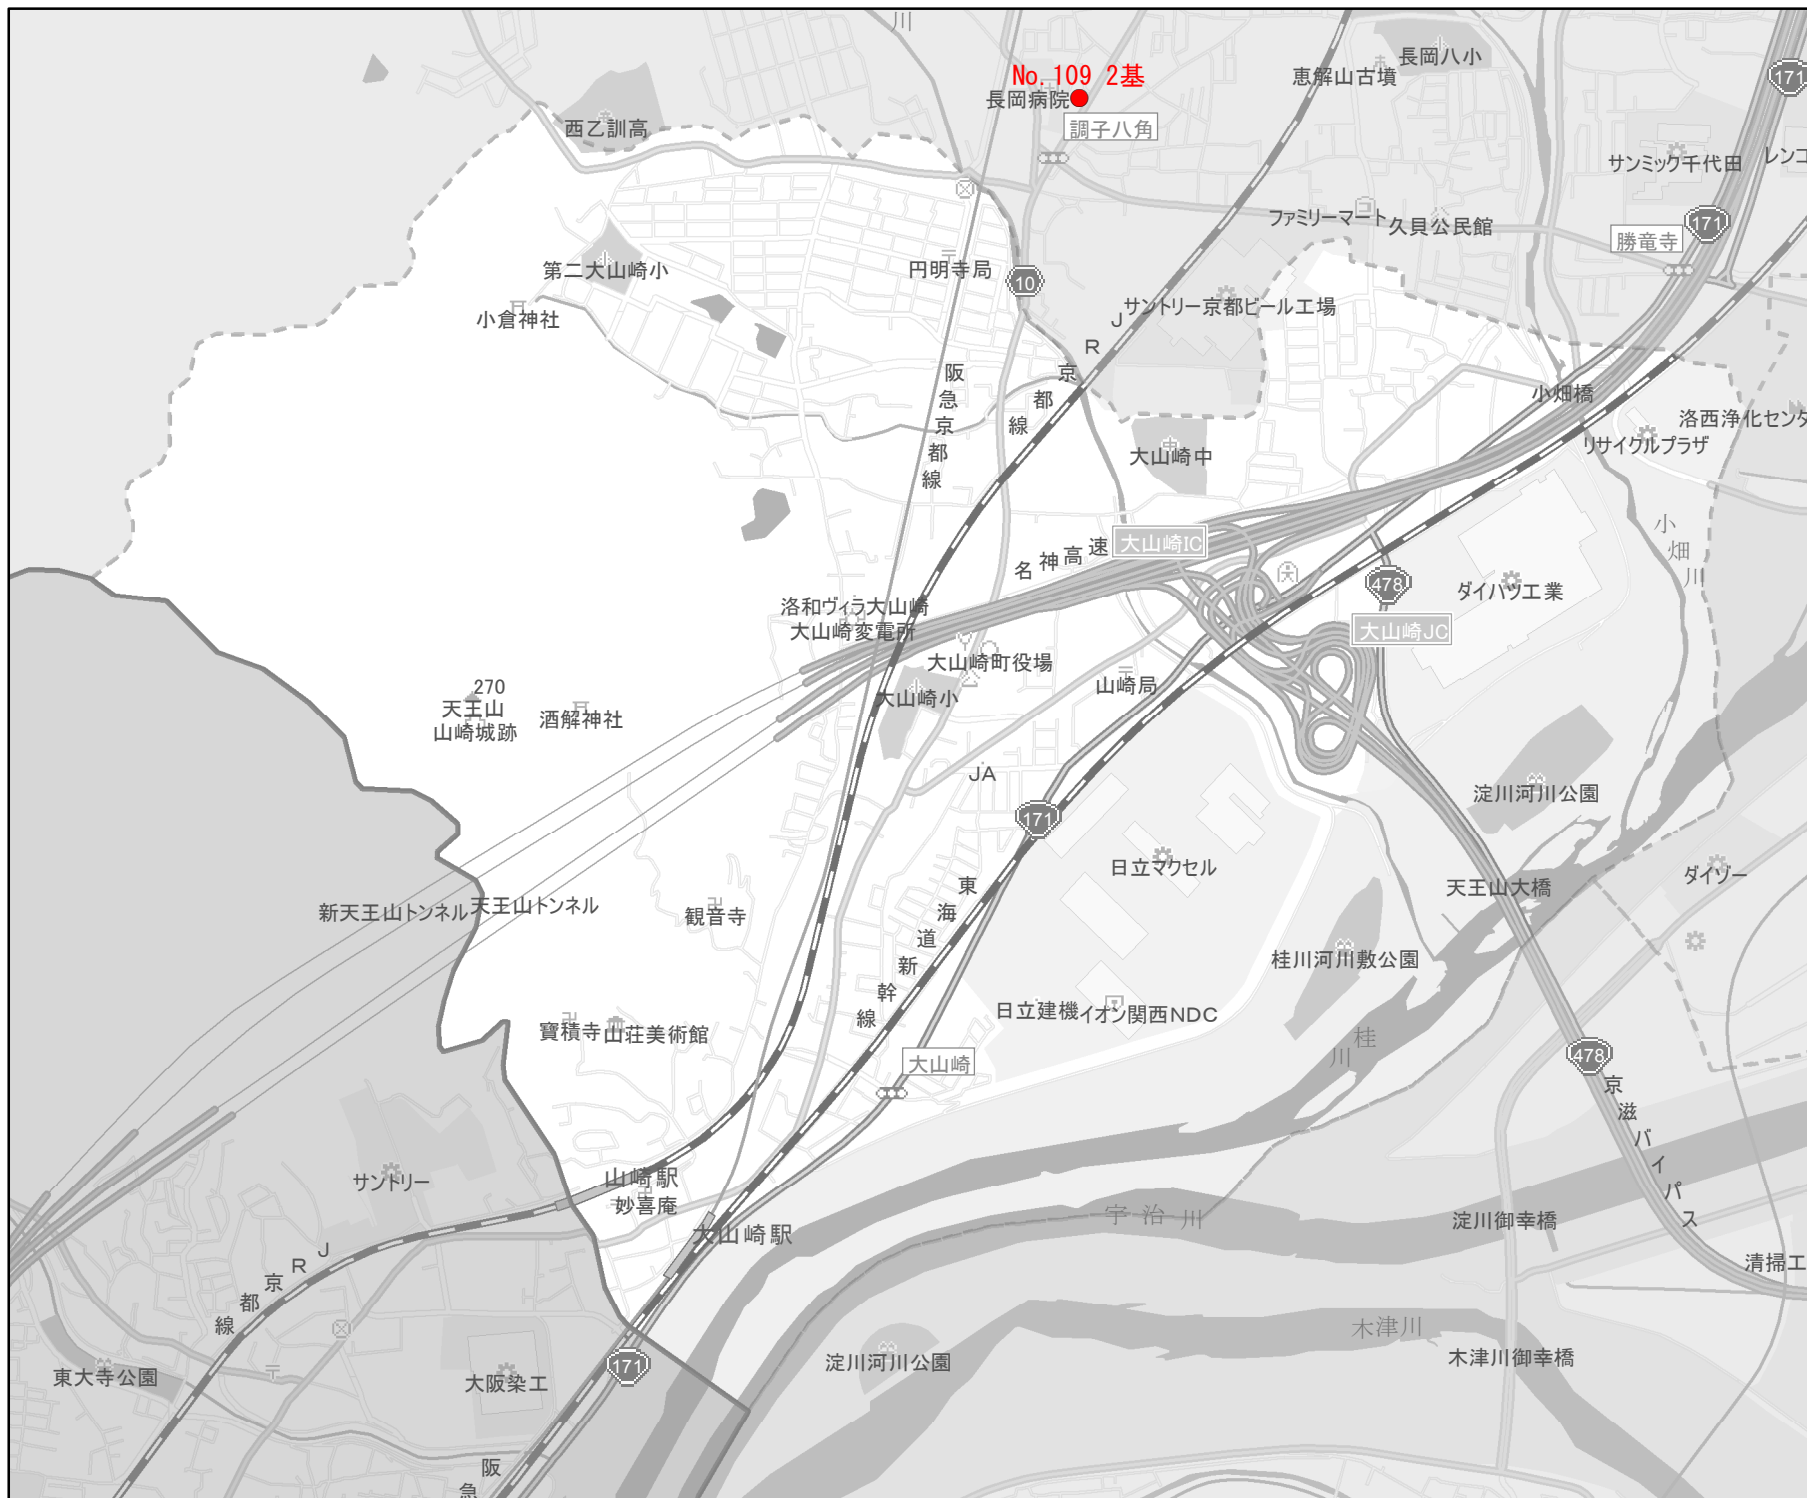 川
No.109 2基
長岡病院
調子八角
恵解山古墳
長岡八小
171
西乙訓高
サンミック千代田
レンコ
ファミリーマート
久貝公民館
勝竜寺
171
第二大山崎小
円明寺局
10
小倉神社
サントリー京都ビール工場
JR京都線
阪急京都線
小畑橋
洛西浄化センタ
リサイクルプラザ
大山崎中
名神高速
大山崎IC
小畑川
478
ダイハツ工業
洛和ヴィラ大山崎
大山崎変電所
大山崎JC
大山崎町役場
山崎局
大山崎小
270
天王山
山崎城跡
酒解神社
JA
171
淀川河川公園
日立マクセル
天王山大橋
ダイゾー
新天王山トンネル
天王山トンネル
観音寺
東海道新幹線
桂川河川敷公園
寶積寺
山荘美術館
日立建機
イオン関西NDC
桂川
大山崎
478
京滋バイパス
サントリー
山崎駅
妙喜庵
大山崎駅
宇治川
淀川御幸橋
清掃工
JR京都線
木津川
東大寺公園
大阪染工
171
淀川河川公園
木津川御幸橋
阪急